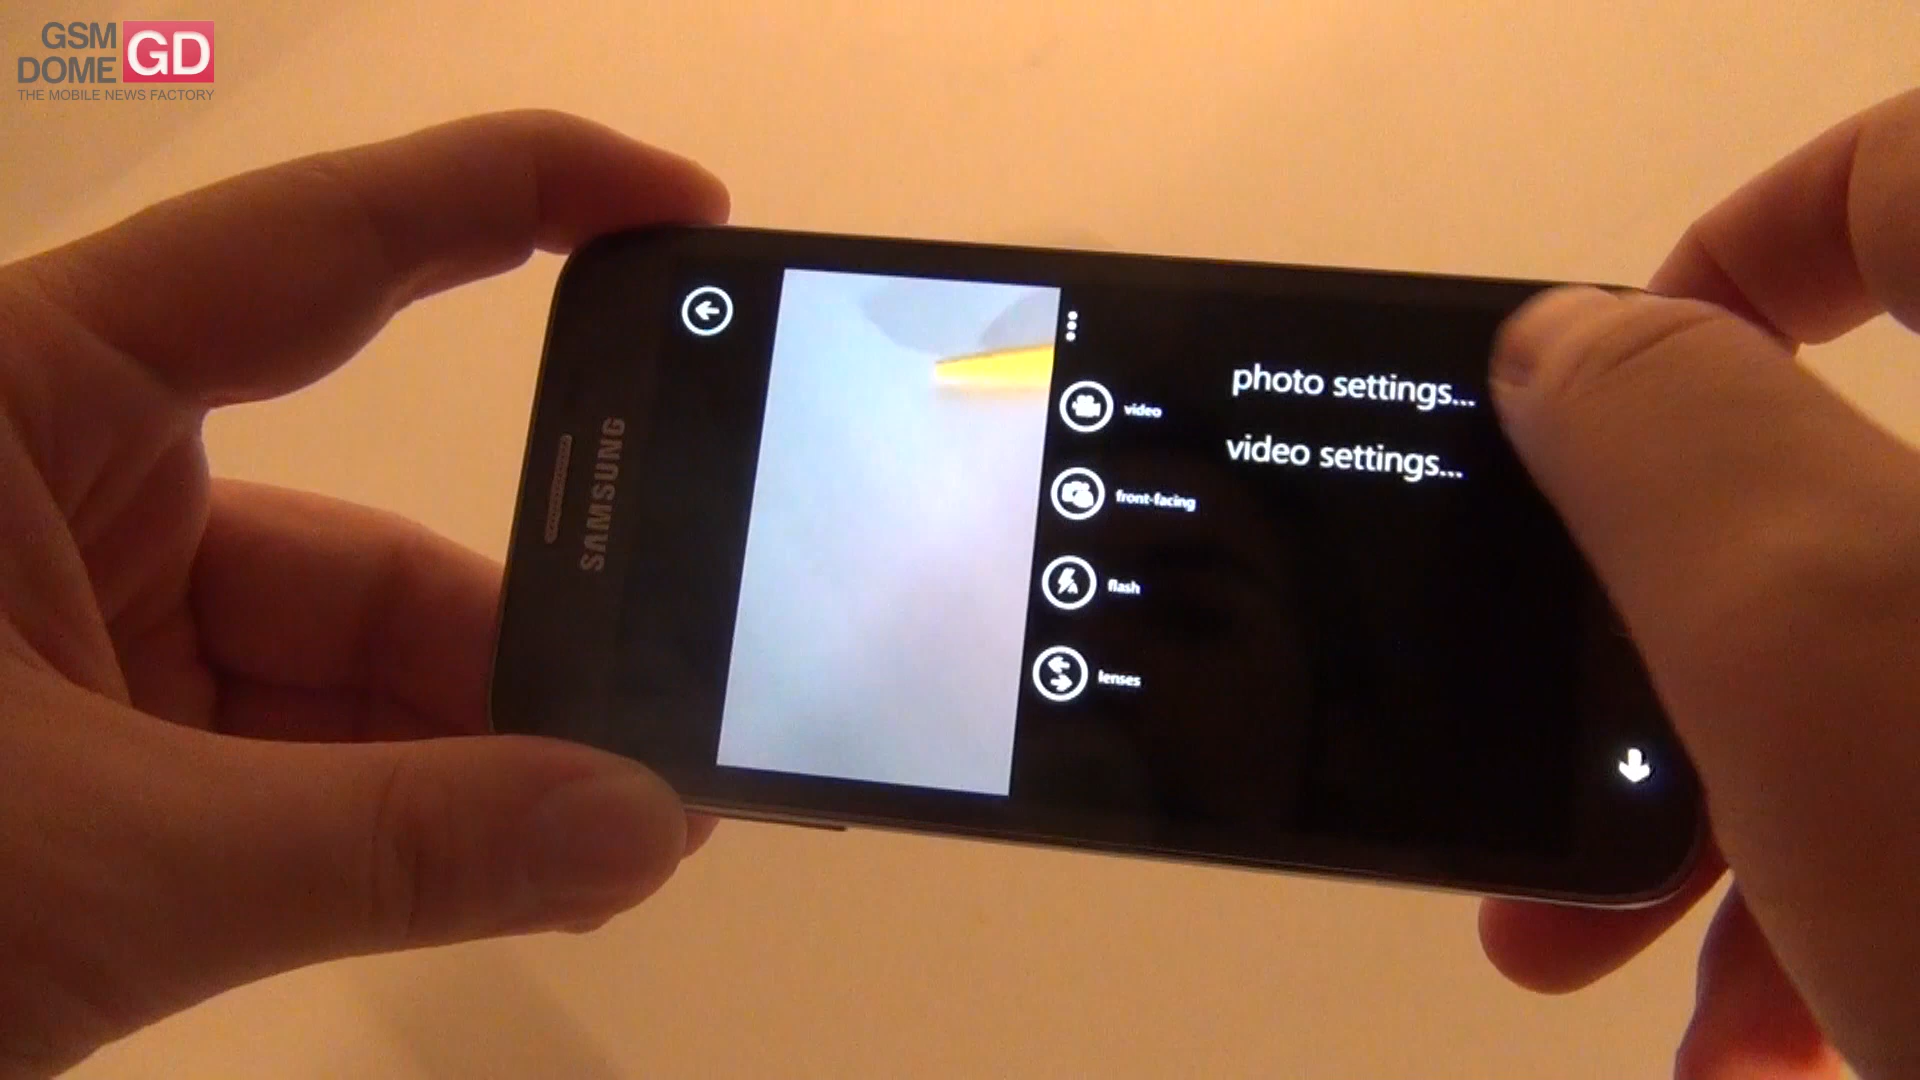 GSM
DOME
GD
THE MOBILE NEWS FACTORY
SAMSUNG
photo settings...
video settings...
video
front-facing
flash
lenses